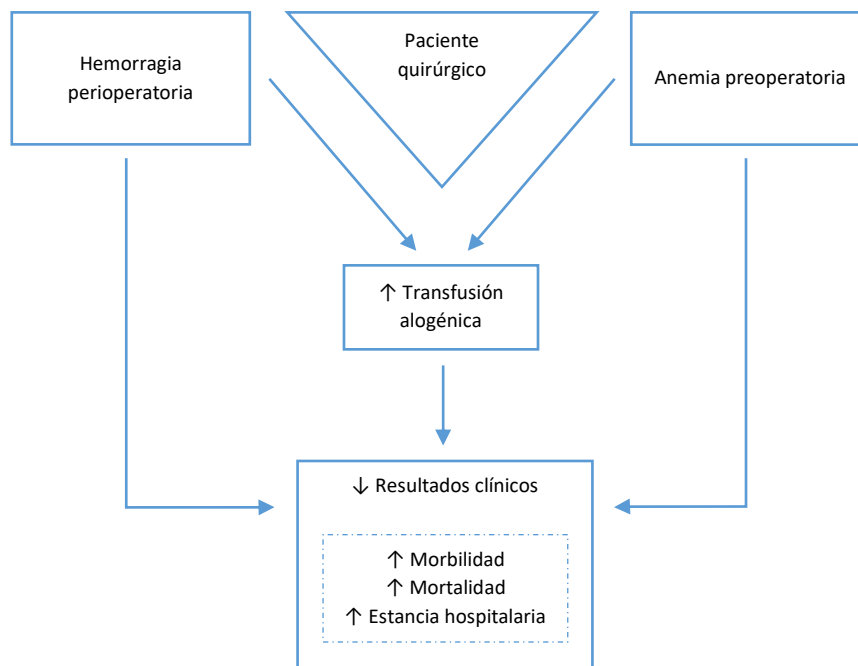 Hemorragia
perioperatoria
Paciente
quirúrgico
Anemia preoperatoria
↑ Transfusión
alogénica
↓ Resultados clínicos
↑ Morbilidad
↑ Mortalidad
↑ Estancia hospitalaria